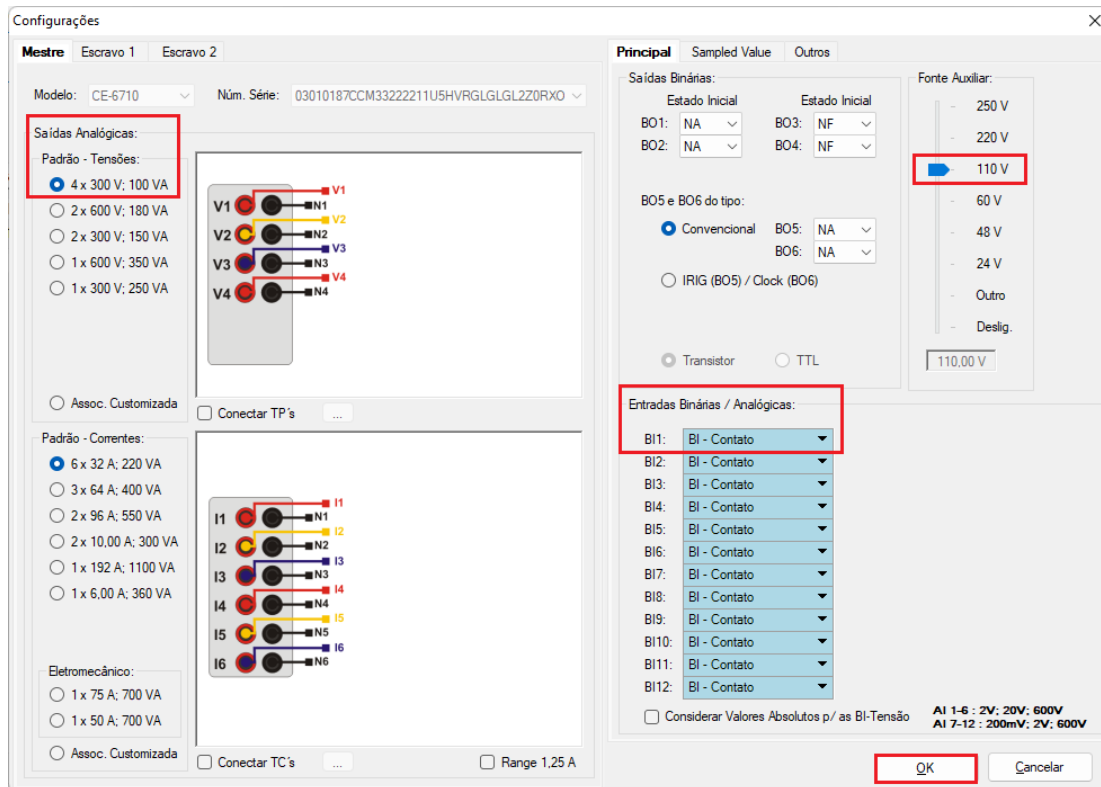 Configurações
Mestre Escravo 1 Escravo 2
Modelo: CE-6710 Núm. Série: 03010187CCM33222211U5HVRGLGLGL2Z0RXO
Saídas Analógicas:
Padrão - Tensões:
4 x 300 V; 100 VA
2 x 600 V; 180 VA
2 x 300 V; 150 VA
1 x 600 V; 350 VA
1 x 300 V; 250 VA
Assoc. Customizada
V1 V1
N1
V2 V2
N2
V3 V3
N3
V4 V4
N4
Conectar TP´s ...
Padrão - Correntes:
6 x 32 A; 220 VA
3 x 64 A; 400 VA
2 x 96 A; 550 VA
2 x 10,00 A; 300 VA
1 x 192 A; 1100 VA
1 x 6,00 A; 360 VA
Eletromecânico:
1 x 75 A; 700 VA
1 x 50 A; 700 VA
Assoc. Customizada
I1 I1
N1
I2 I2
N2
I3 I3
N3
I4 I4
N4
I5 I5
N5
I6 I6
N6
Conectar TC´s ... Range 1,25 A
Principal Sampled Value Outros
Saídas Binárias:
Estado Inicial Estado Inicial
BO1: NA BO3: NF
BO2: NA BO4: NF
BO5 e BO6 do tipo:
Convencional BO5: NA
BO6: NA
IRIG (BO5) / Clock (BO6)
Transistor TTL
Fonte Auxiliar:
250 V
220 V
110 V
60 V
48 V
24 V
Outro
Deslig.
110,00 V
Entradas Binárias / Analógicas:
BI1: BI - Contato
BI2: BI - Contato
BI3: BI - Contato
BI4: BI - Contato
BI5: BI - Contato
BI6: BI - Contato
BI7: BI - Contato
BI8: BI - Contato
BI9: BI - Contato
BI10: BI - Contato
BI11: BI - Contato
BI12: BI - Contato
Considerar Valores Absolutos p/ as BI-Tensão
AI 1-6 : 2V; 20V; 600V
AI 7-12 : 200mV; 2V; 600V
OK Cancelar